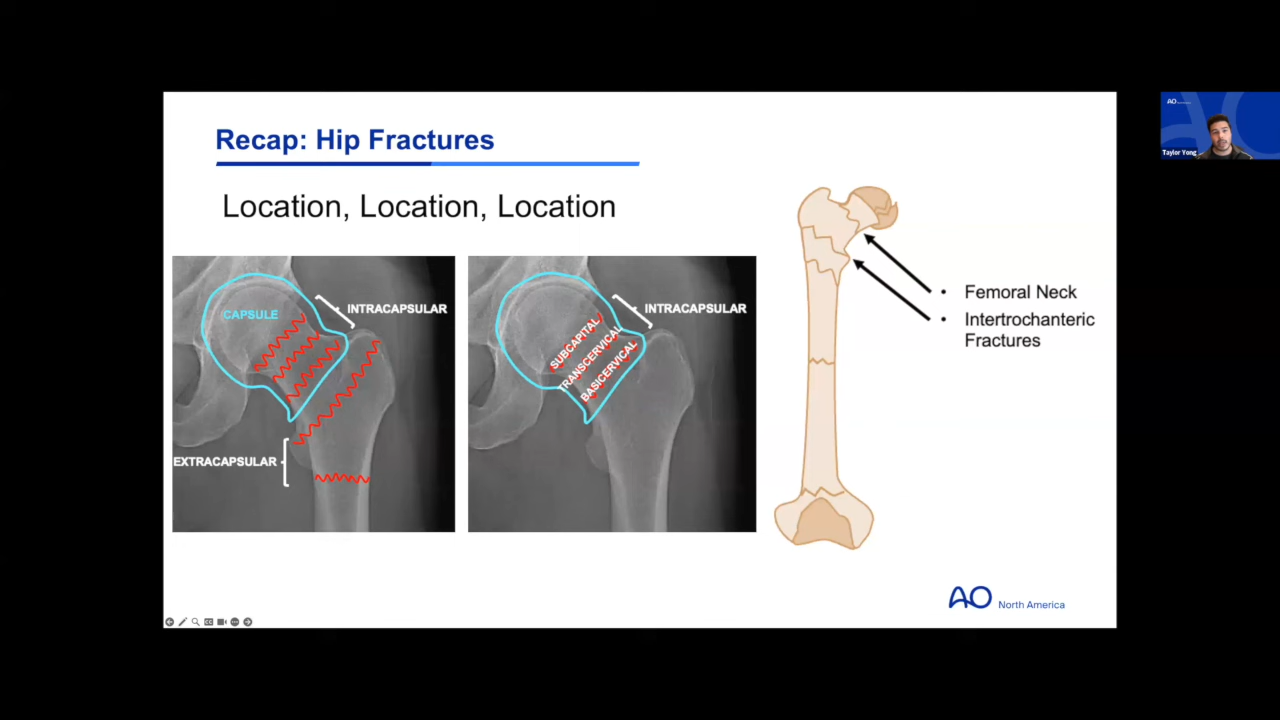 Recap: Hip Fractures
Location, Location, Location
CAPSULE
INTRACAPSULAR
EXTRACAPSULAR
INTRACAPSULAR
SUBCAPITAL
TRANSCERVICAL
BASICERVICAL
• Femoral Neck
• Intertrochanteric
Fractures
AO North America
AO
Taylor Yong